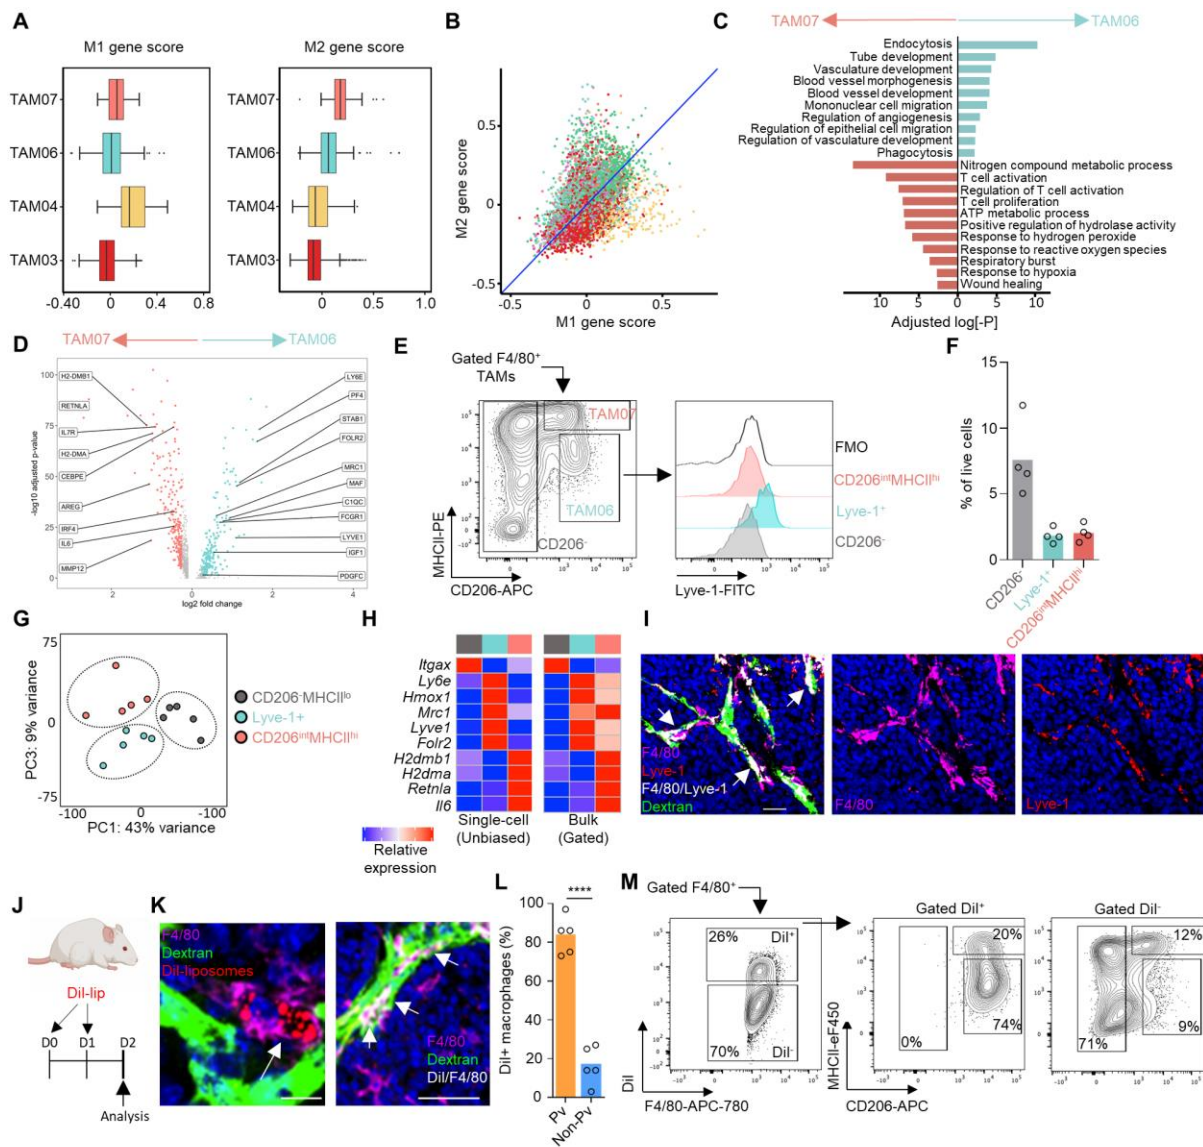 A
M1 gene score
M2 gene score
TAM07
TAM06
TAM04
TAM03
TAM07
TAM06
TAM04
TAM03
-0.40
0
0.4
0.8
0
0.5
1.0
B
M2 gene score
0.5
0
-0.5
-0.5
0
0.5
M1 gene score
C
TAM07
TAM06
Endocytosis
Tube development
Vasculature development
Blood vessel morphogenesis
Blood vessel development
Mononuclear cell migration
Regulation of angiogenesis
Regulation of epithelial cell migration
Regulation of vasculature development
Phagocytosis
Nitrogen compound metabolic process
T cell activation
Regulation of T cell activation
T cell proliferation
ATP metabolic process
Positive regulation of hydrolase activity
Response to hydrogen peroxide
Response to reactive oxygen species
Respiratory burst
Response to hypoxia
Wound healing
10
5
0
5
10
Adjusted log[-P]
D
TAM07
TAM06
-log10 adjusted p-value
100
75
50
25
0
H2-DMB1
RETNLA
IL7R
H2-DMA
CEBPE
AREG
IRF4
IL6
MMP12
LY6E
PF4
STAB1
FOLR2
MRC1
MAF
C1QC
FCGR1
LYVE1
IGF1
PDGFC
2
0
2
4
log2 fold change
E
Gated F4/80⁺
TAMs
TAM07
TAM06
CD206⁻
MHCII-PE
CD206-APC
FMO
CD206ⁱⁿᵗMHCIIʰⁱ
Lyve-1⁺
CD206⁻
Lyve-1-FITC
F
% of live cells
15
10
5
0
CD206⁻
Lyve-1⁺
CD206ⁱⁿᵗMHCIIʰⁱ
G
PC3: 9% variance
75
0
-75
-100
0
-100
PC1: 43% variance
CD206⁻MHCIIˡᵒ
Lyve-1+
CD206ⁱⁿᵗMHCIIʰⁱ
H
Itgax
Ly6e
Hmox1
Mrc1
Lyve1
Folr2
H2dmb1
H2dma
Retnla
Il6
Single-cell
(Unbiased)
Bulk
(Gated)
Relative
expression
I
F4/80
Lyve-1
F4/80/Lyve-1
Dextran
F4/80
Lyve-1
J
Dil-lip
D0
D1
D2
Analysis
K
F4/80
Dextran
Dil-liposomes
F4/80
Dextran
Dil/F4/80
L
Dil+ macrophages (%)
100
80
60
40
20
0
****
Pv
Non-Pv
M
Gated F4/80⁺
26%
Dil⁺
70%
Dil⁻
Dil
F4/80-APC-780
Gated Dil⁺
20%
74%
0%
MHCII-eF450
CD206-APC
Gated Dil⁻
12%
9%
71%